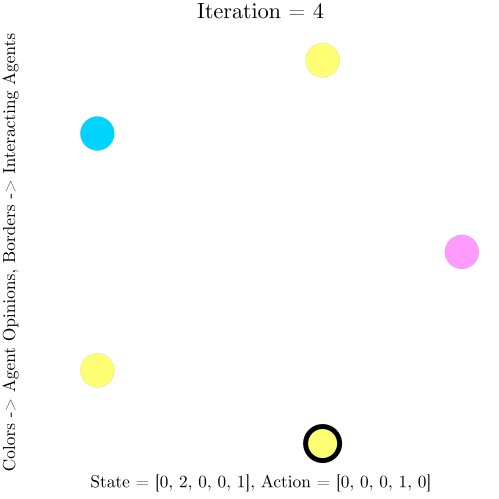 Iteration = 4
Colors -> Agent Opinions, Borders -> Interacting Agents
State = [0, 2, 0, 0, 1], Action = [0, 0, 0, 1, 0]